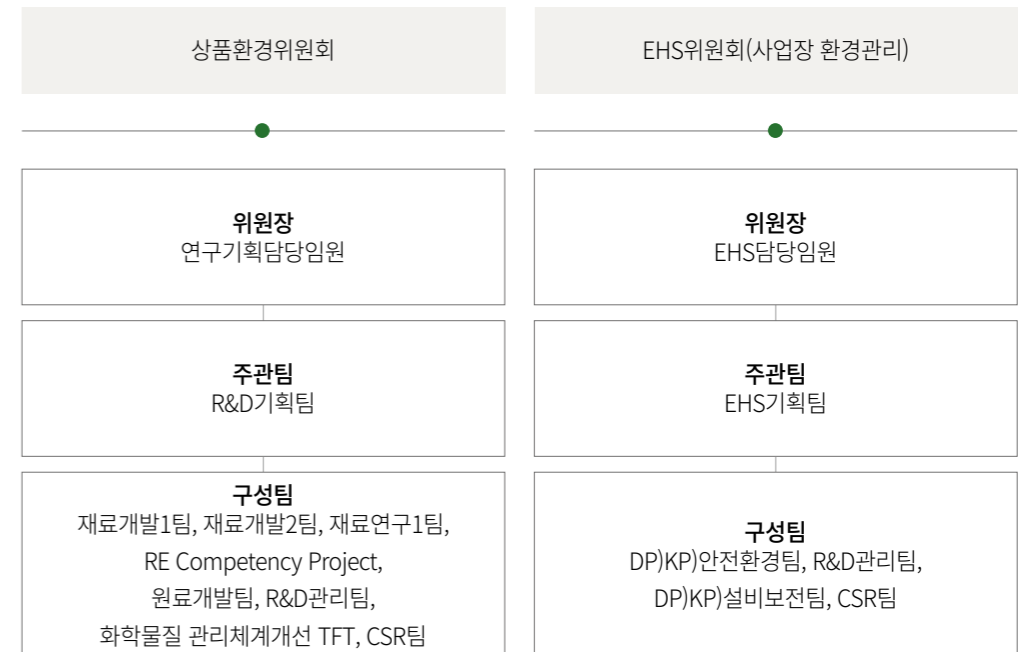 상품환경위원회
위원장
연구기획담당임원
주관팀
R&D기획팀
구성팀
재료개발1팀, 재료개발2팀, 재료연구1팀,
RE Competency Project,
원료개발팀, R&D관리팀,
화학물질 관리체계개선 TFT, CSR팀
EHS위원회(사업장 환경관리)
위원장
EHS담당임원
주관팀
EHS기획팀
구성팀
DP)KP)안전환경팀, R&D관리팀,
DP)KP)설비보전팀, CSR팀